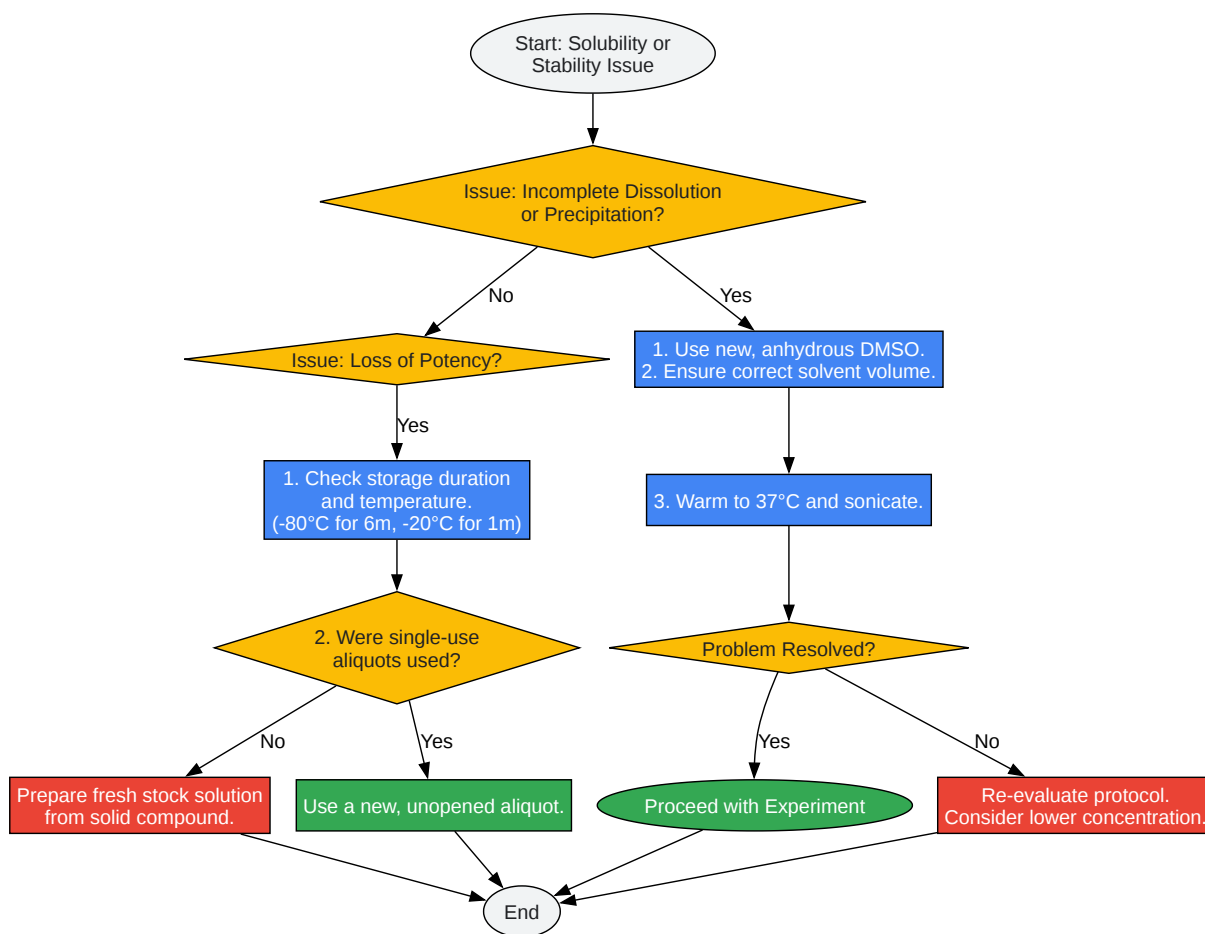 Start: Solubility or
Stability Issue
Issue: Incomplete Dissolution
or Precipitation?
No
Yes
Issue: Loss of Potency?
1. Use new, anhydrous DMSO.
2. Ensure correct solvent volume.
Yes
1. Check storage duration
and temperature.
(-80°C for 6m, -20°C for 1m)
3. Warm to 37°C and sonicate.
2. Were single-use
aliquots used?
Problem Resolved?
No
Yes
Yes
No
Prepare fresh stock solution
from solid compound.
Use a new, unopened aliquot.
Proceed with Experiment
Re-evaluate protocol.
Consider lower concentration.
End